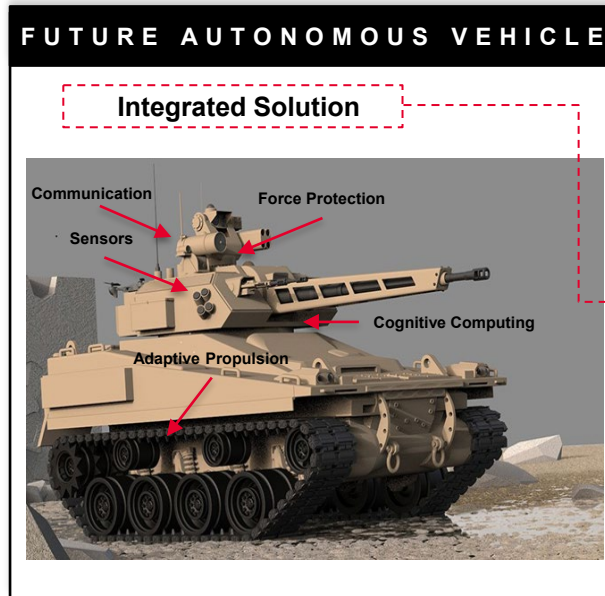 FUTURE AUTONOMOUS VEHICLE
Integrated Solution
Communication
Force Protection
Sensors
Cognitive Computing
Adaptive Propulsion